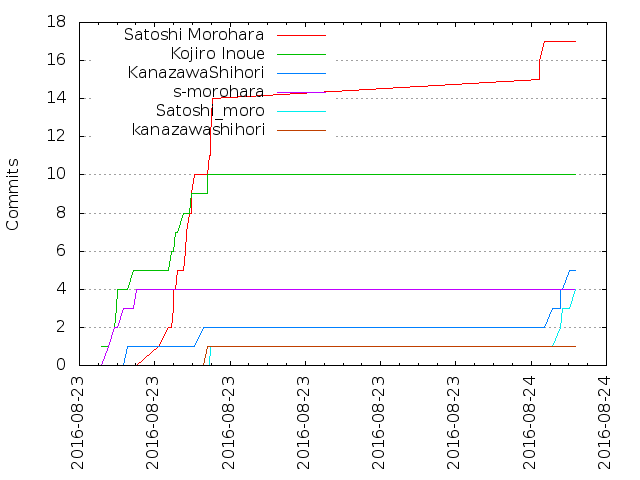 18
16
14
12
10
8
6
4
2
0
Commits
Satoshi Morohara
Kojiro Inoue
KanazawaShihori
s-morohara
Satoshi_moro
kanazawashihori
2016-08-23
2016-08-23
2016-08-23
2016-08-23
2016-08-23
2016-08-23
2016-08-24
2016-08-24